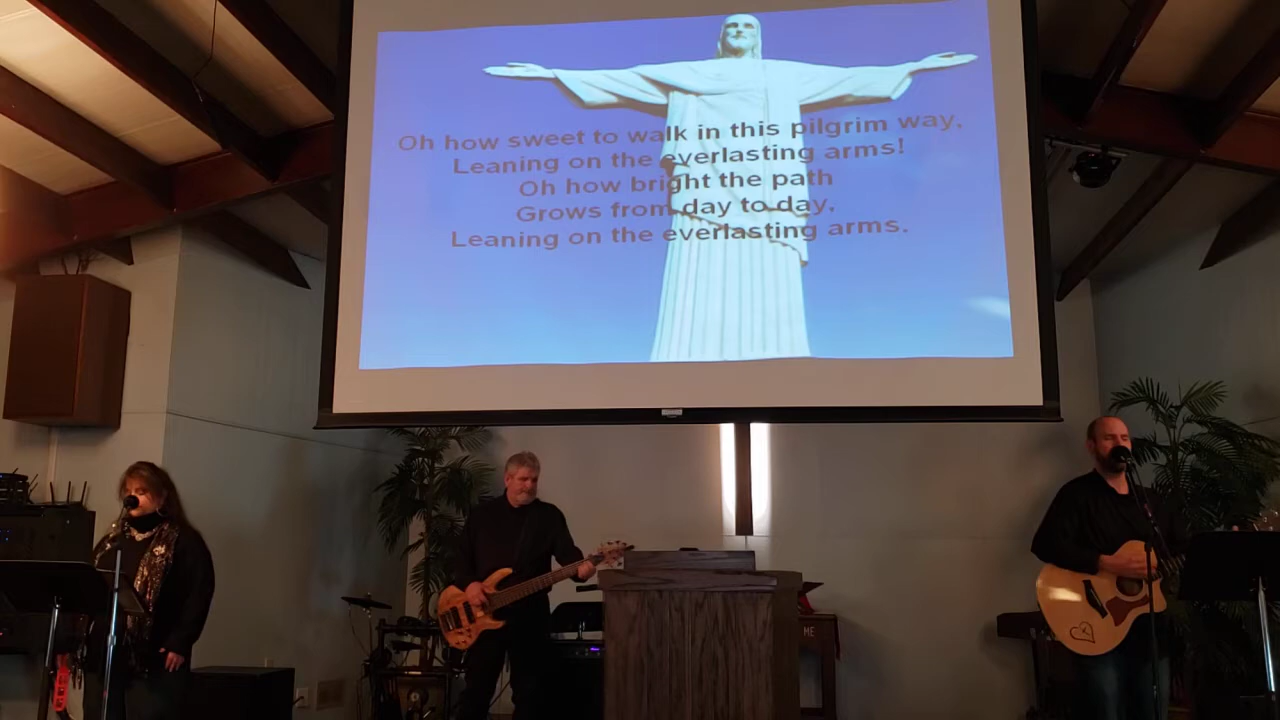 Oh how sweet to walk in this pilgrim way,
Leaning on the everlasting arms!
Oh how bright the path
Grows from day to day,
Leaning on the everlasting arms.
ME